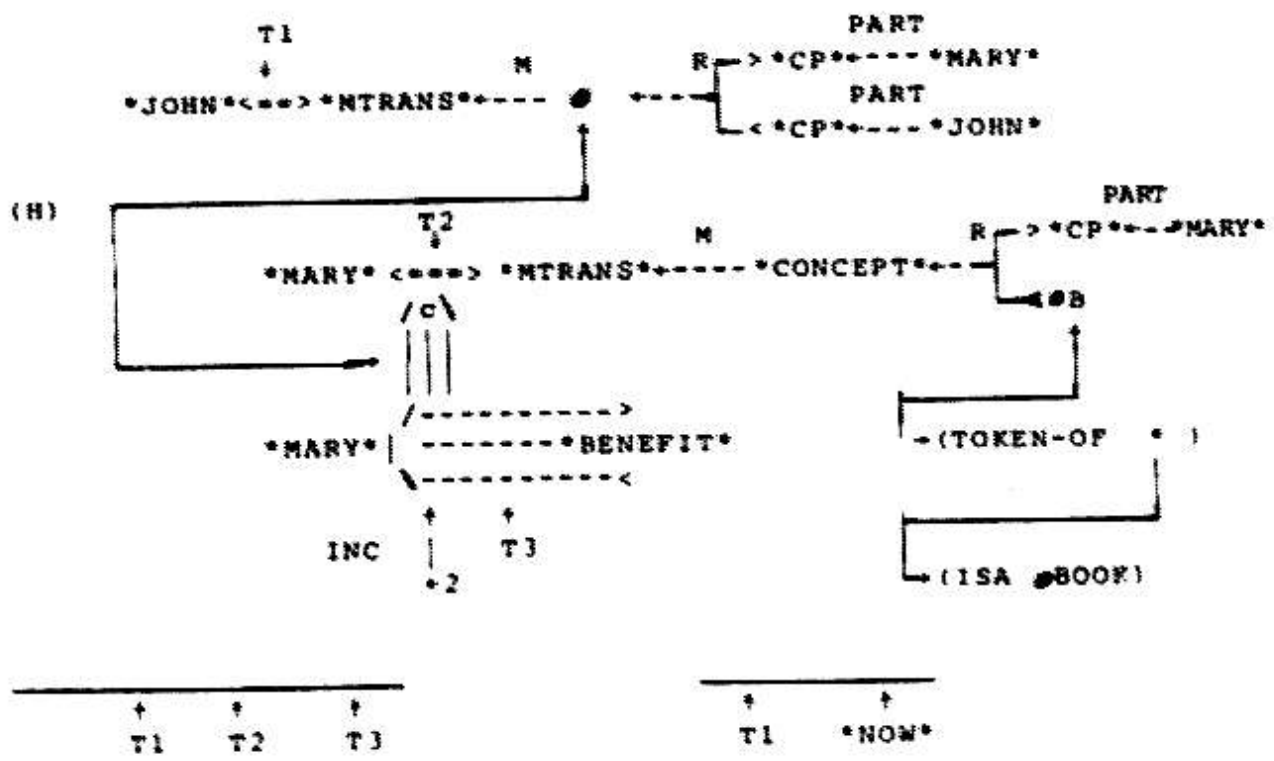 T1 PART
M R > *CP* <--- *MARY*
*JOHN* <==> *MTRANS* <--- * <--- PART
< *CP* <--- *JOHN*
(H) T2 PART
M R > *CP* <--- *MARY*
*MARY* <===> *MTRANS* <---- *CONCEPT* <---
/C\ < #B
/----------->
*MARY*| -------*BENEFIT* (TOKEN-OF * )
\-----------<
INC T3
+2 (ISA #BOOK)
T1 T2 T3 T1 *NOW*